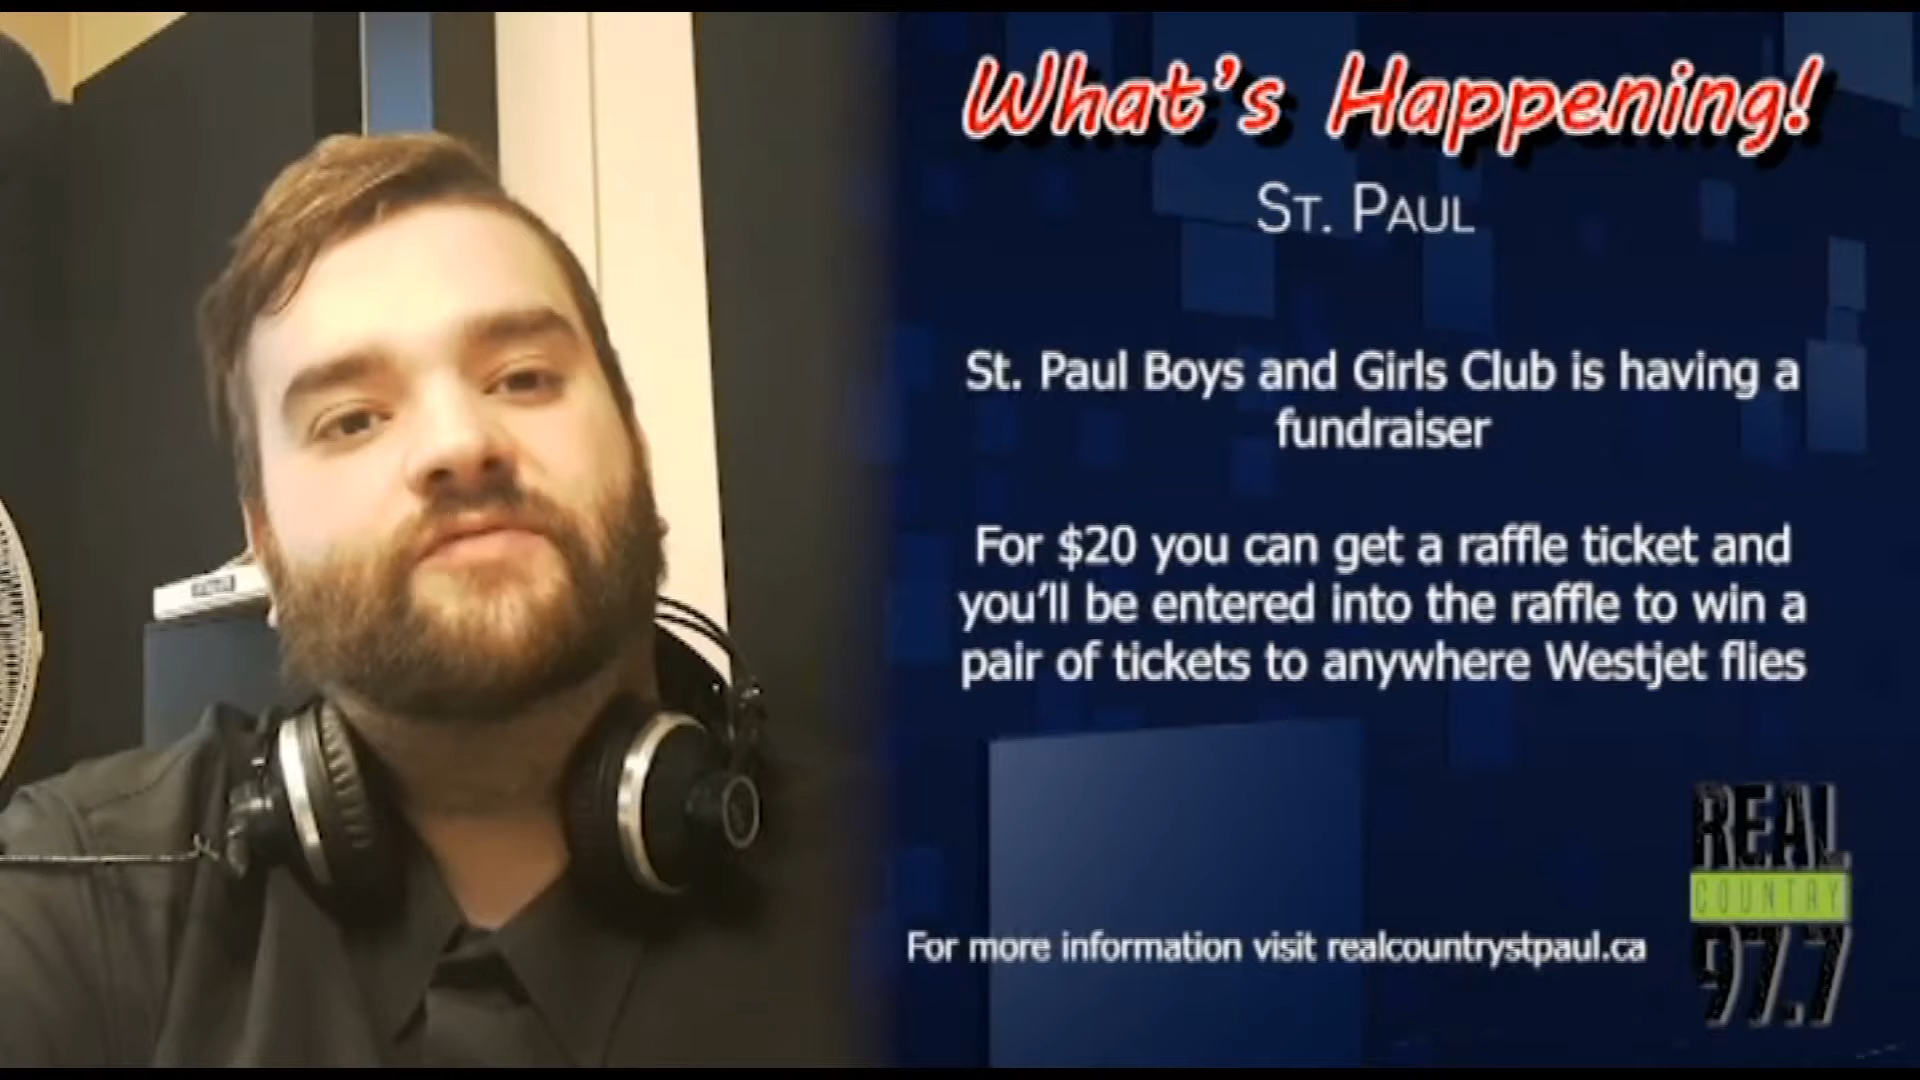 What's Happening!
St. Paul
St. Paul Boys and Girls Club is having a
fundraiser
For $20 you can get a raffle ticket and
you'll be entered into the raffle to win a
pair of tickets to anywhere Westjet flies
For more information visit realcountrystpaul.ca
REAL
COUNTRY
97.7